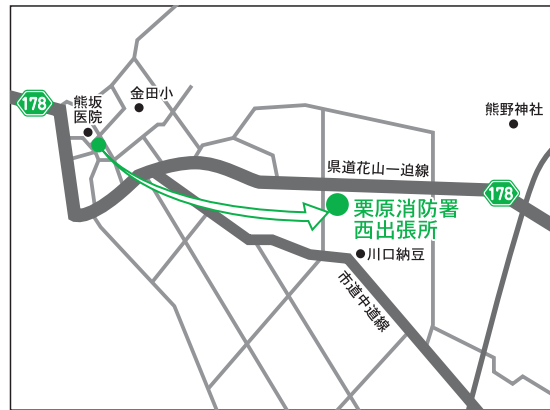 178
熊坂
医院
金田小
熊野神社
県道花山一迫線
178
栗原消防署
西出張所
川口納豆
市道中道線